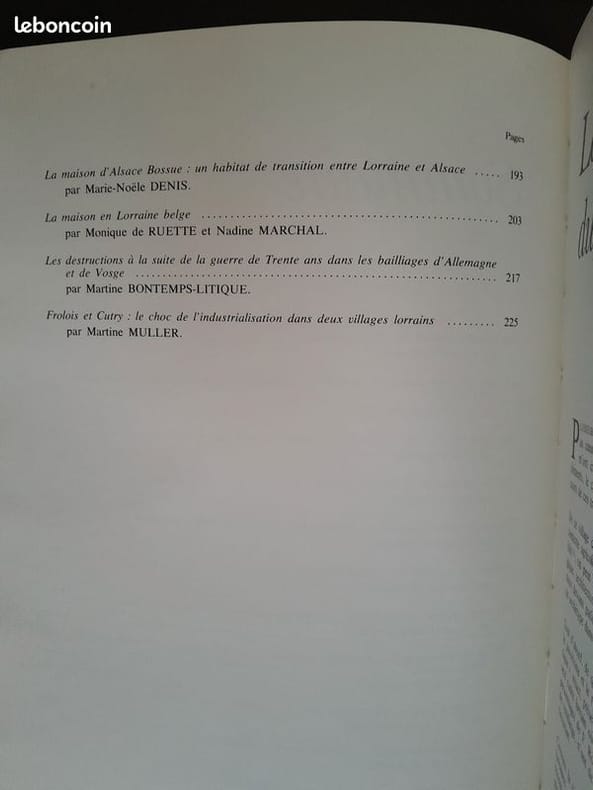 leboncoin
Pages
La maison d'Alsace Bossue : un habitat de transition entre Lorraine et Alsace ..... 193
par Marie-Noële DENIS.
La maison en Lorraine belge ..... 203
par Monique de RUETTE et Nadine MARCHAL.
Les destructions à la suite de la guerre de Trente ans dans les bailliages d'Allemagne
et de Vosge ..... 217
par Martine BONTEMPS-LITIQUE.
Frolois et Cutry : le choc de l'industrialisation dans deux villages lorrains ......... 225
par Martine MULLER.